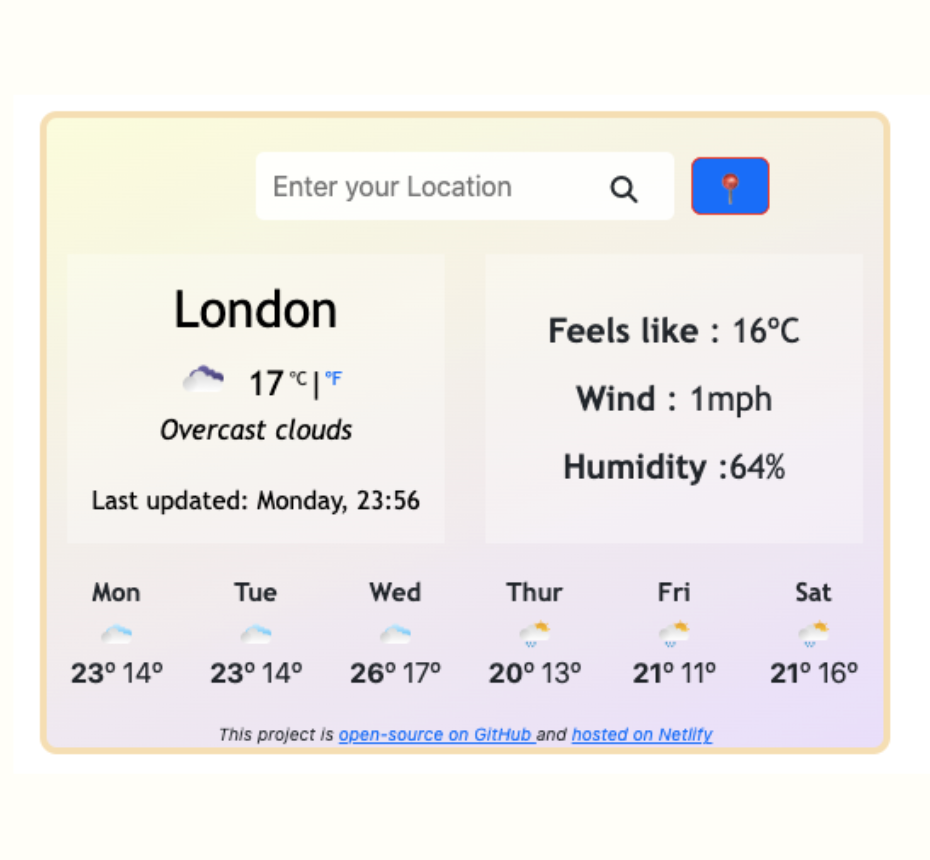 Enter your Location
London
17 °C | °F
Overcast clouds
Last updated: Monday, 23:56
Feels like : 16°C
Wind : 1mph
Humidity :64%
Mon Tue Wed Thur Fri Sat
23° 14° 23° 14° 26° 17° 20° 13° 21° 11° 21° 16°
This project is open-source on GitHub and hosted on Netlify